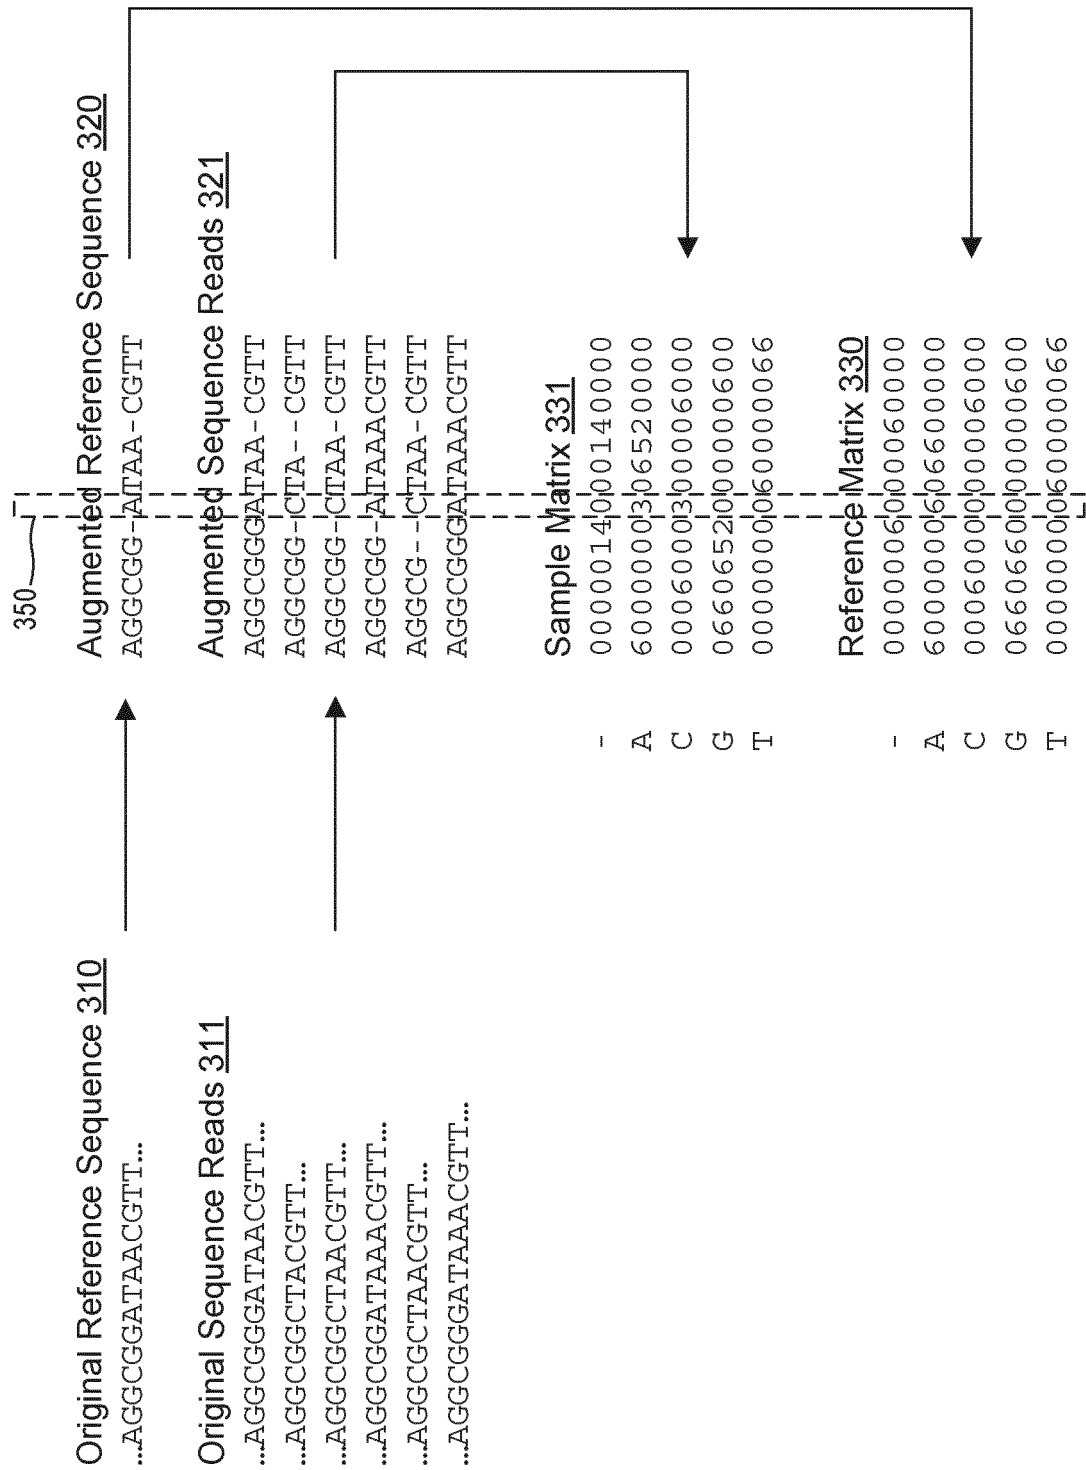 Original Reference Sequence 310
...AGGCGGATAACGTT...
Original Sequence Reads 311
...AGGCGGGATAACGTT...
...AGGCGGCTACGTT...
...AGGCGGCTAACGTT...
...AGGCGGATAAACGTT...
...AGGCGCTAACGTT...
...AGGCGGGATAAACGTT...
350
Augmented Reference Sequence 320
AGGCGG-ATAA-CGTT
Augmented Sequence Reads 321
AGGCGGGATAA-CGTT
AGGCGG-CTA--CGTT
AGGCGG-CTAA-CGTT
AGGCGG-ATAAACGTT
AGGCG--CTAA-CGTT
AGGCGGGATAAACGTT
Sample Matrix 331
- 0000014000140000
A 6000000306520000
C 0006000300006000
G 0660652000000600
T 0000000060000066
Reference Matrix 330
- 0000006000060000
A 6000000606600000
C 0006000000006000
G 0660660000000600
T 0000000060000066